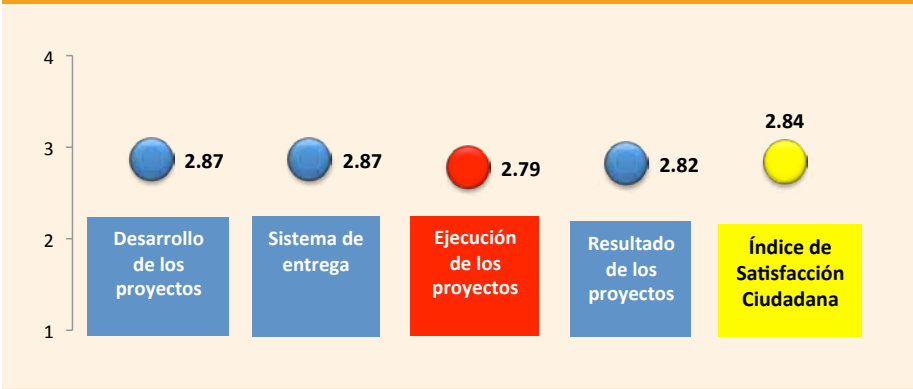 4
3
2
1
2.87
2.87
2.79
2.82
2.84
Desarrollo
de los
proyectos
Sistema de
entrega
Ejecución
de los
proyectos
Resultado
de los
proyectos
Índice de
Satisfacción
Ciudadana